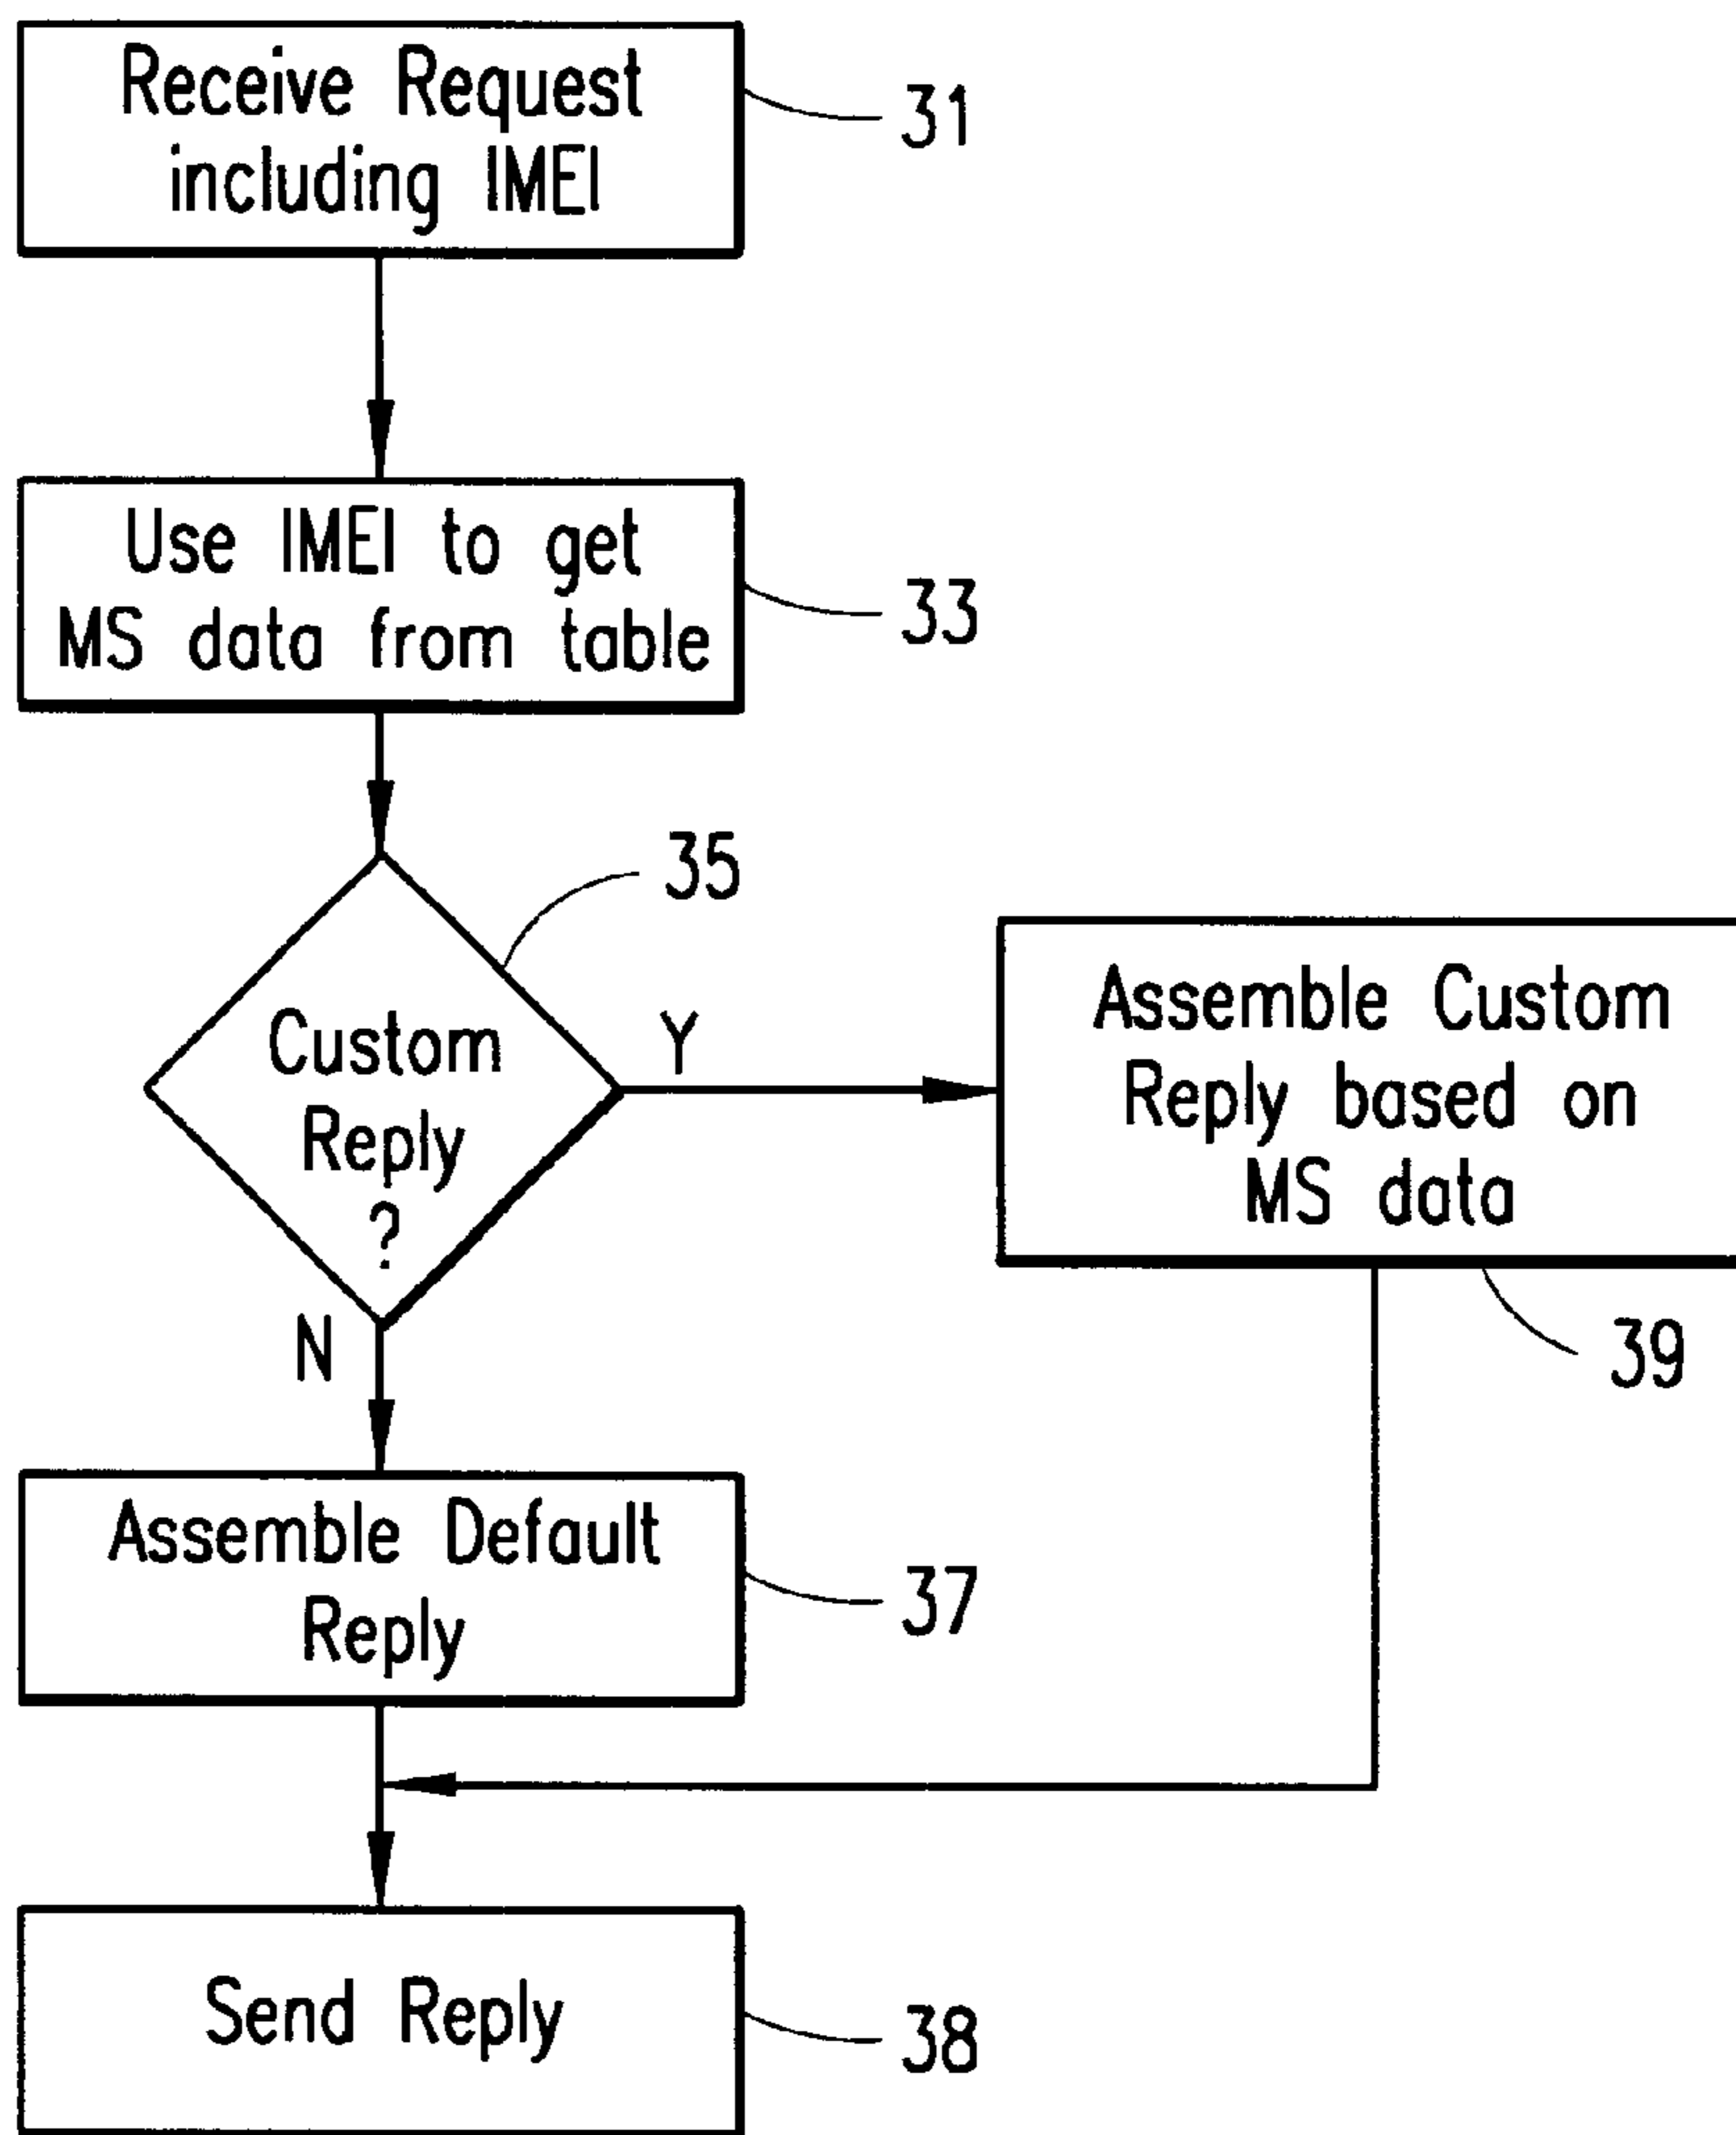 Receive Request
including IMEI
31
Use IMEI to get
MS data from table
33
35
Custom
Reply
?
Y
N
Assemble Custom
Reply based on
MS data
39
Assemble Default
Reply
37
Send Reply
38